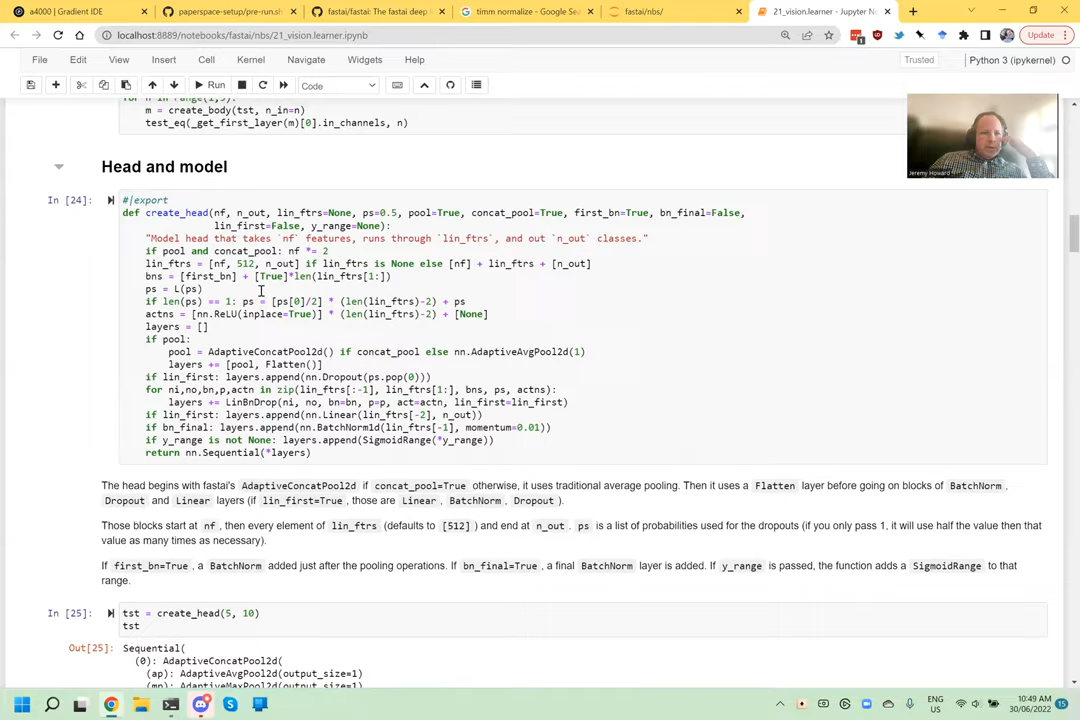 a4000 | Gradient IDE
paperspace-setup/pre-run.sh
fastai/fastai: The fastai deep l
timm normalize - Google Sea
fastai/nbs/
21_vision.learner - Jupyter No
localhost:8889/notebooks/fastai/nbs/21_vision.learner.ipynb
Update
File Edit View Insert Cell Kernel Navigate Widgets Help
Trusted
Python 3 (ipykernel)
Run
Code
for n in range(1,5):
m = create_body(tst, n_in=n)
test_eq(_get_first_layer(m)[0].in_channels, n)
Jeremy Howard
Head and model
In [24]:
#|export
def create_head(nf, n_out, lin_ftrs=None, ps=0.5, pool=True, concat_pool=True, first_bn=True, bn_final=False,
lin_first=False, y_range=None):
"Model head that takes `nf` features, runs through `lin_ftrs`, and out `n_out` classes."
if pool and concat_pool: nf *= 2
lin_ftrs = [nf, 512, n_out] if lin_ftrs is None else [nf] + lin_ftrs + [n_out]
bns = [first_bn] + [True]*len(lin_ftrs[1:])
ps = L(ps)
if len(ps) == 1: ps = [ps[0]/2] * (len(lin_ftrs)-2) + ps
actns = [nn.ReLU(inplace=True)] * (len(lin_ftrs)-2) + [None]
layers = []
if pool:
pool = AdaptiveConcatPool2d() if concat_pool else nn.AdaptiveAvgPool2d(1)
layers += [pool, Flatten()]
if lin_first: layers.append(nn.Dropout(ps.pop(0)))
for ni,no,bn,p,actn in zip(lin_ftrs[:-1], lin_ftrs[1:], bns, ps, actns):
layers += LinBnDrop(ni, no, bn=bn, p=p, act=actn, lin_first=lin_first)
if lin_first: layers.append(nn.Linear(lin_ftrs[-2], n_out))
if bn_final: layers.append(nn.BatchNorm1d(lin_ftrs[-1], momentum=0.01))
if y_range is not None: layers.append(SigmoidRange(*y_range))
return nn.Sequential(*layers)
The head begins with fastai's AdaptiveConcatPool2d if concat_pool=True otherwise, it uses traditional average pooling. Then it uses a Flatten layer before going on blocks of BatchNorm ,
Dropout and Linear layers (if lin_first=True , those are Linear , BatchNorm , Dropout ).
Those blocks start at nf , then every element of lin_ftrs (defaults to [512] ) and end at n_out . ps is a list of probabilities used for the dropouts (if you only pass 1, it will use half the value then that
value as many times as necessary).
If first_bn=True , a BatchNorm added just after the pooling operations. If bn_final=True , a final BatchNorm layer is added. If y_range is passed, the function adds a SigmoidRange to that
range.
In [25]:
tst = create_head(5, 10)
tst
Out[25]:
Sequential(
(0): AdaptiveConcatPool2d(
(ap): AdaptiveAvgPool2d(output_size=1)
(mp): AdaptiveMaxPool2d(output_size=1)
ENG
US
10:49 AM
30/06/2022
15